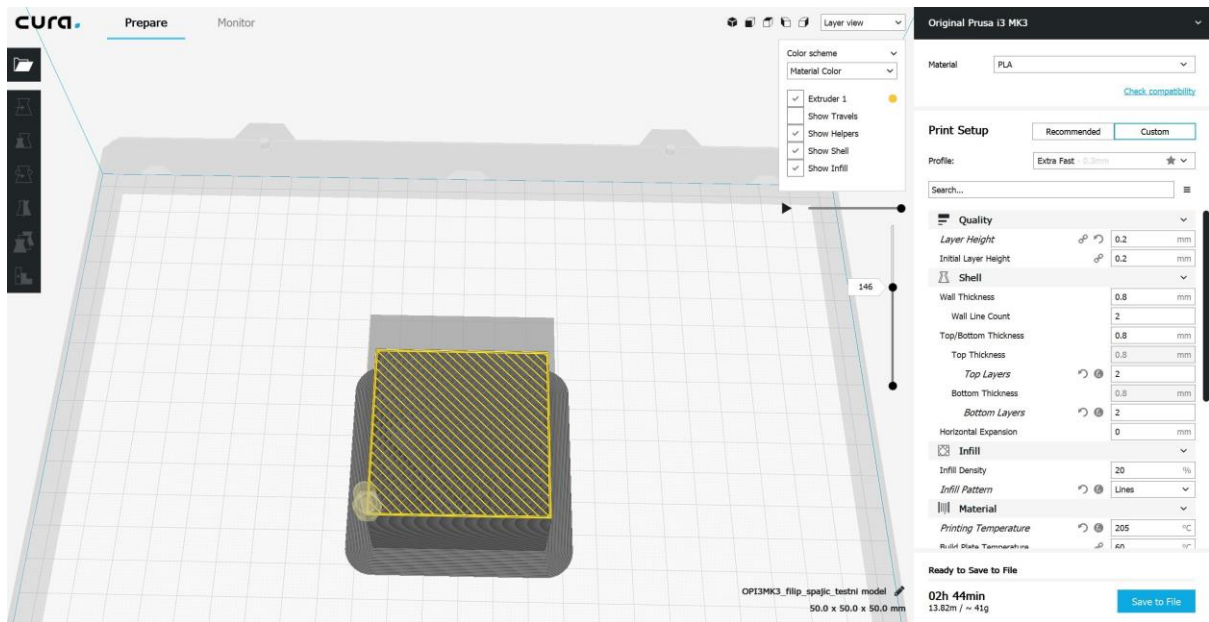 cura.
Prepare
Monitor
Layer view
Color scheme
Material Color
Extruder 1
Show Travels
Show Helpers
Show Shell
Show Infill
146
OPI3MK3_filip_spajic_testni model
50.0 x 50.0 x 50.0 mm
Original Prusa i3 MK3
Material PLA
Check compatibility
Print Setup Recommended Custom
Profile: Extra Fast - 0.3mm
Search...
Quality
Layer Height 0.2 mm
Initial Layer Height 0.2 mm
Shell
Wall Thickness 0.8 mm
Wall Line Count 2
Top/Bottom Thickness 0.8 mm
Top Thickness 0.8 mm
Top Layers 2
Bottom Thickness 0.8 mm
Bottom Layers 2
Horizontal Expansion 0 mm
Infill
Infill Density 20 %
Infill Pattern Lines
Material
Printing Temperature 205 °C
Build Plate Temperature 60 °C
Ready to Save to File
02h 44min
13.82m / ~ 41g
Save to File